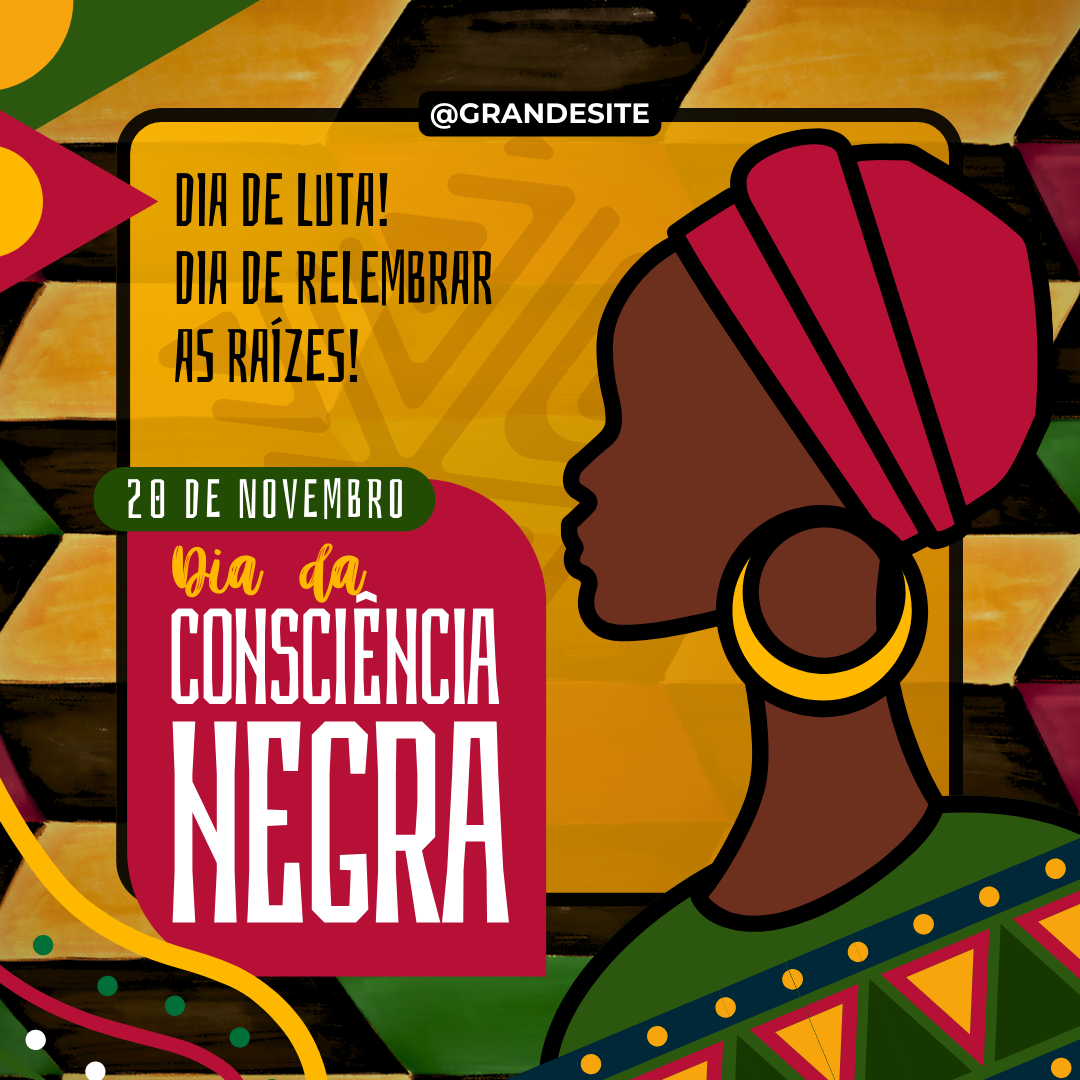 @GRANDESITE
DIA DE LUTA!
DIA DE RELEMBRAR
AS RAÍZES!
20 DE NOVEMBRO
Dia da
CONSCIÊNCIA
NEGRA